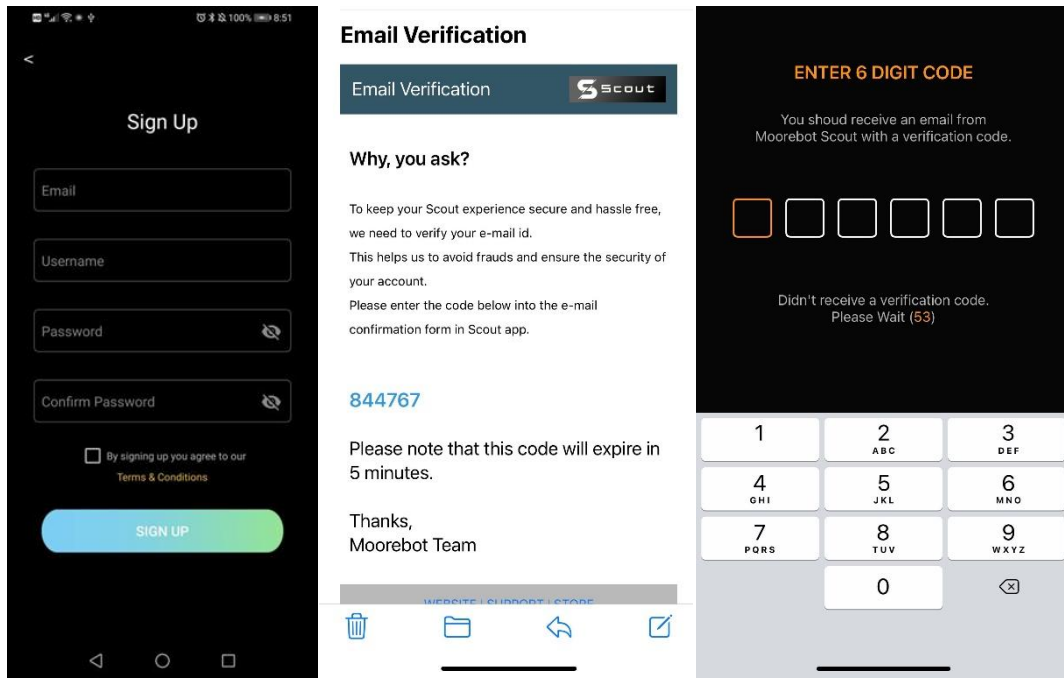 100% 8:51
<
Sign Up
Email
Username
Password
Confirm Password
By signing up you agree to our
Terms & Conditions
SIGN UP
Email Verification
Email Verification
Scout
Why, you ask?
To keep your Scout experience secure and hassle free,
we need to verify your e-mail id.
This helps us to avoid frauds and ensure the security of
your account.
Please enter the code below into the e-mail
confirmation form in Scout app.
844767
Please note that this code will expire in
5 minutes.
Thanks,
Moorebot Team
WEBSITE | SUPPORT | STORE
ENTER 6 DIGIT CODE
You shoud receive an email from
Moorebot Scout with a verification code.
Didn't receive a verification code.
Please Wait (53)
1 2 3
ABC DEF
4 5 6
GHI JKL MNO
7 8 9
PQRS TUV WXYZ
0